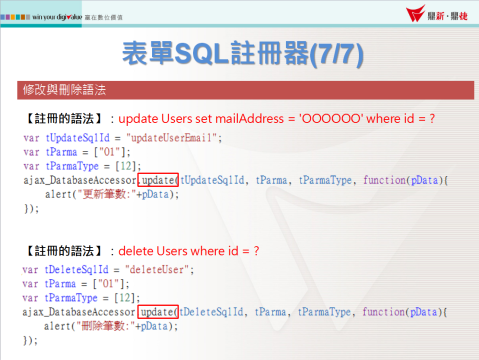 win your digivalue 贏在數位價值
鼎新·鼎捷
表單SQL註冊器(7/7)
修改與刪除語法
【註冊的語法】：update Users set mailAddress = 'OOOOOO' where id = ?
var tUpdateSqlId = "updateUserEmail";
var tParma = ["01"];
var tParmaType = [12];
ajax_DatabaseAccessor.update(tUpdateSqlId, tParma, tParmaType, function(pData){
alert("更新筆數:"+pData);
});
【註冊的語法】：delete Users where id = ?
var tDeleteSqlId = "deleteUser";
var tParma = ["01"];
var tParmaType = [12];
ajax_DatabaseAccessor.update(tDeleteSqlId, tParma, tParmaType, function(pData){
alert("刪除筆數:"+pData);
});